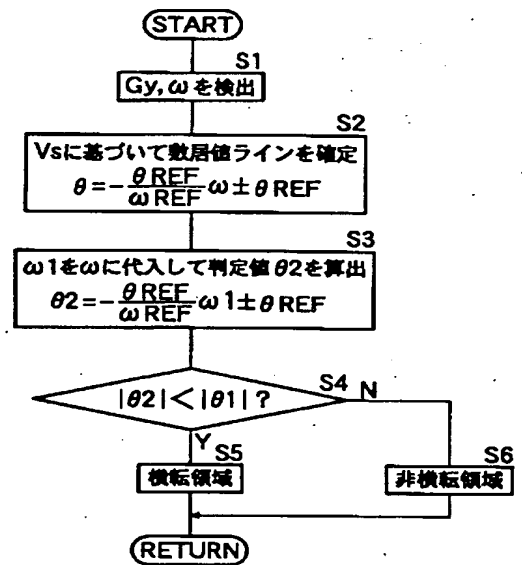 START
S1
Gy, ωを検出
S2
Vsに基づいて敷居値ラインを確定
θ=-θREF/ωREF ω±θREF
S3
ω1をωに代入して判定値θ2を算出
θ2=-θREF/ωREF ω1±θREF
S4
|θ2|<|θ1|?
N
Y
S5
横転領域
S6
非横転領域
RETURN